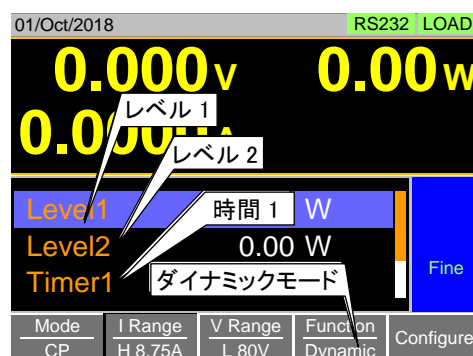 01/Oct/2018 RS232 LOAD
0.000 V 0.00 W
レベル 1
レベル 2
Level1 時間 1 W
Level2 0.00 W
Timer1 ダイナミックモード
Fine
Mode I Range V Range Function Configure
CP H 8.75A L 80V Dynamic